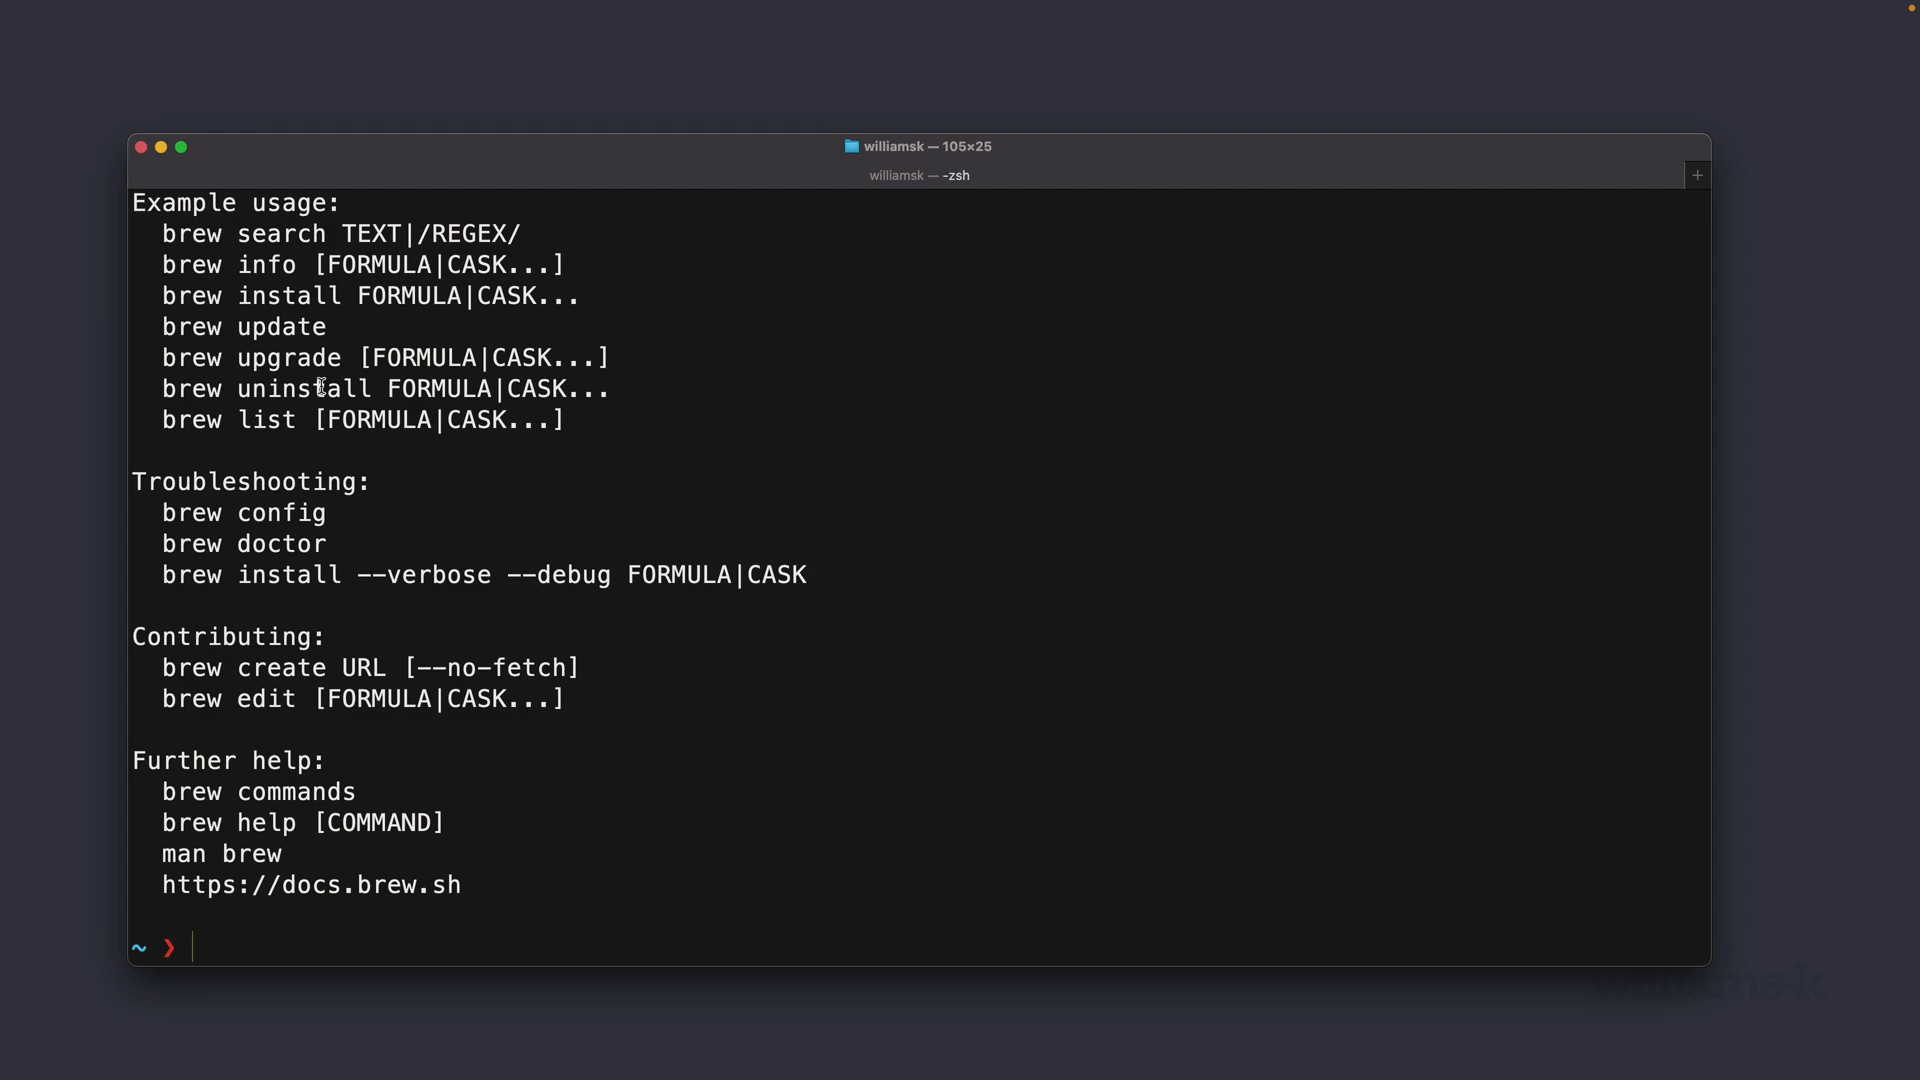 williamsk — 105×25
williamsk — -zsh
Example usage:
brew search TEXT|/REGEX/
brew info [FORMULA|CASK...]
brew install FORMULA|CASK...
brew update
brew upgrade [FORMULA|CASK...]
brew uninstall FORMULA|CASK...
brew list [FORMULA|CASK...]
Troubleshooting:
brew config
brew doctor
brew install --verbose --debug FORMULA|CASK
Contributing:
brew create URL [--no-fetch]
brew edit [FORMULA|CASK...]
Further help:
brew commands
brew help [COMMAND]
man brew
https://docs.brew.sh
~ ❯